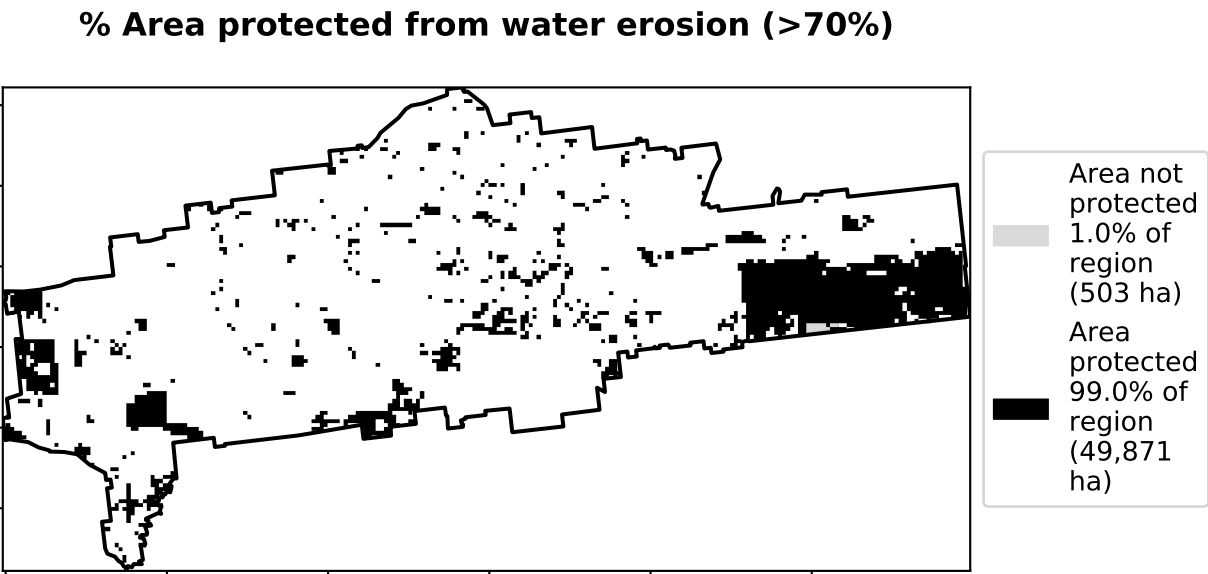 % Area protected from water erosion (>70%)
Area not
protected
1.0% of
region
(503 ha)
Area
protected
99.0% of
region
(49,871
ha)